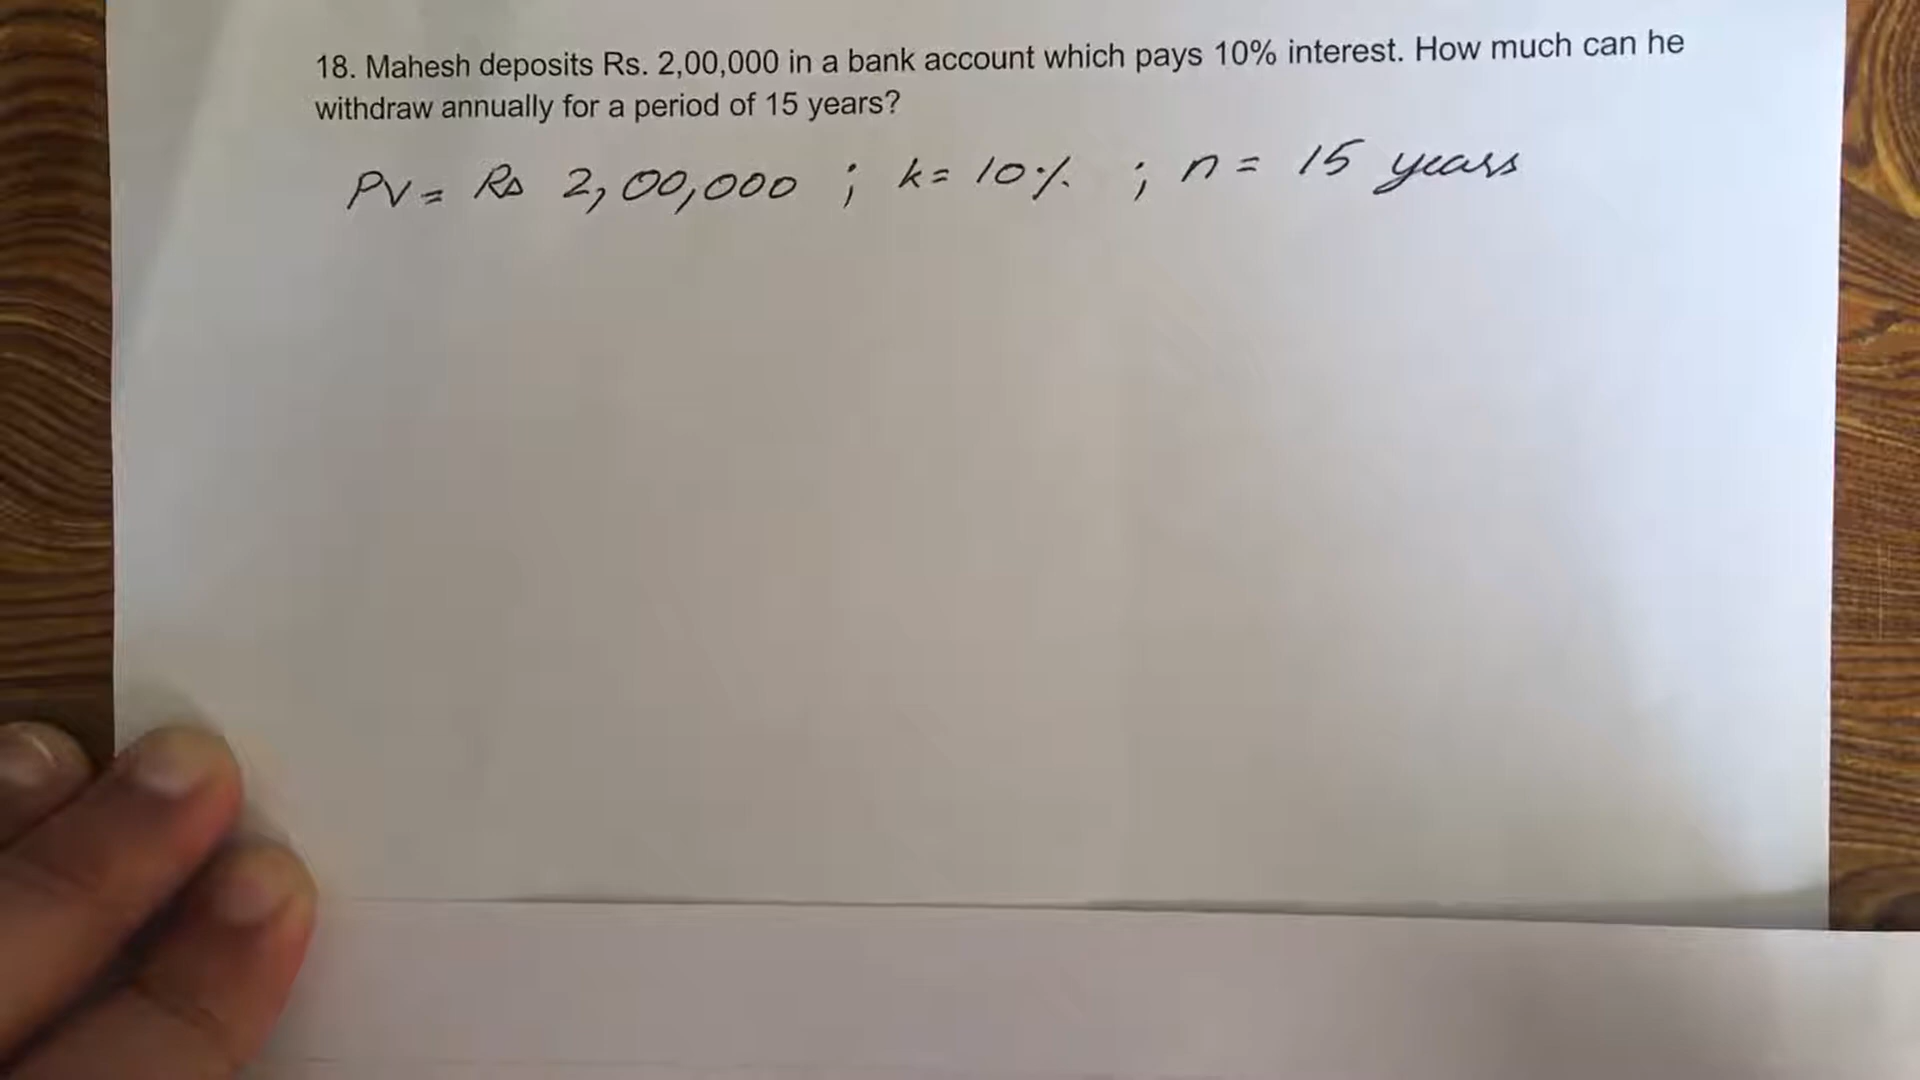 18. Mahesh deposits Rs. 2,00,000 in a bank account which pays 10% interest. How much can he
withdraw annually for a period of 15 years?
PV = Rs 2,00,000 ; k = 10% ; n = 15 years